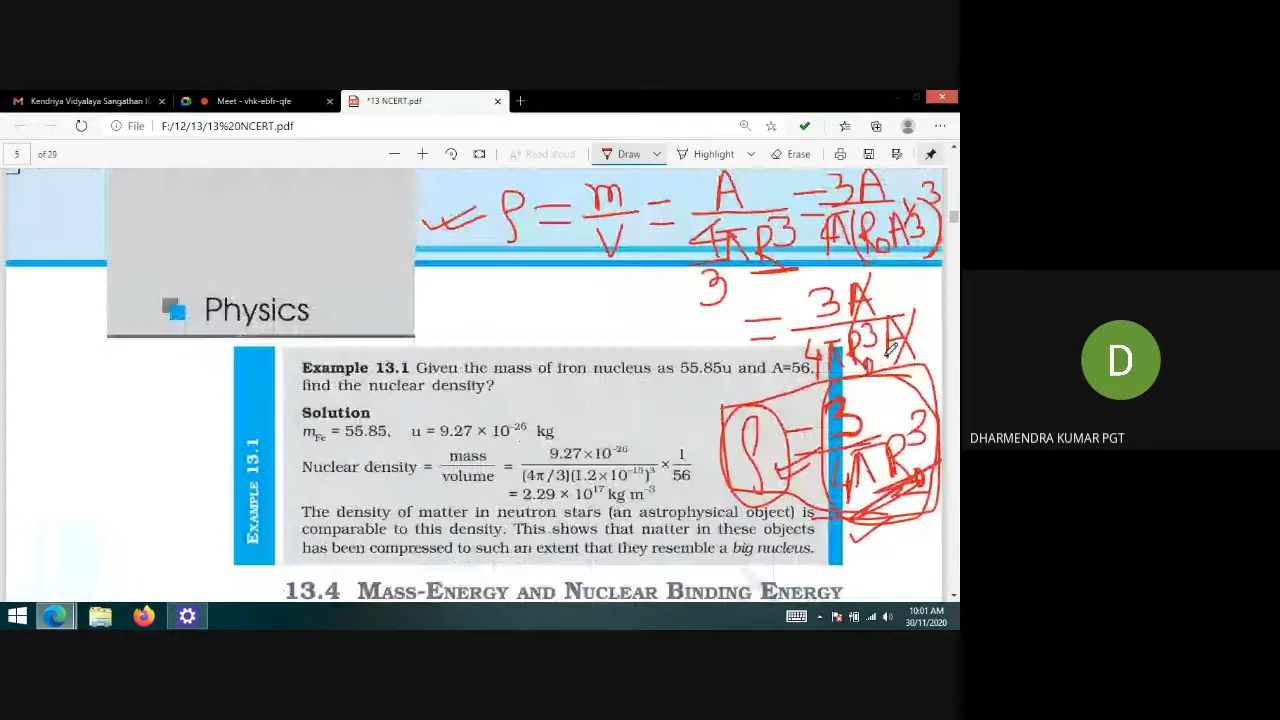 Kendriya Vidyalaya Sangathan R
Meet - vhk-ebfr-qfe
*13 NCERT.pdf
File F:/12/13/13%20NCERT.pdf
5 of 29
Read aloud
Draw
Highlight
Erase
ρ = m/V = A/(4π/3 R³) = 3A/4π(R₀A^1/3)³
= 3A/4πR₀³A
ρ = 3/4πR₀³
Physics
EXAMPLE 13.1
Example 13.1 Given the mass of iron nucleus as 55.85u and A=56,
find the nuclear density?
Solution
m_Fe = 55.85, u = 9.27 × 10⁻²⁶ kg
Nuclear density = mass/volume = 9.27×10⁻²⁶/(4π/3)(1.2×10⁻¹⁵)³ × 1/56
= 2.29 × 10¹⁷ kg m⁻³
The density of matter in neutron stars (an astrophysical object) is
comparable to this density. This shows that matter in these objects
has been compressed to such an extent that they resemble a big nucleus.
13.4 MASS-ENERGY AND NUCLEAR BINDING ENERGY
D
DHARMENDRA KUMAR PGT
10:01 AM
30/11/2020